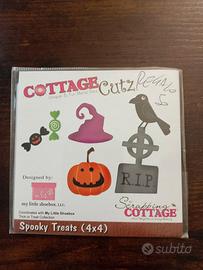 COTTAGE Cutz
REGALO
R.I.P.
Designed by:
my little shoebox, LLC.
Coordinates with My Little Shoebox
Trick or Treat Collection
Scrapping
COTTAGE
Spooky Treats (4x4)
subito